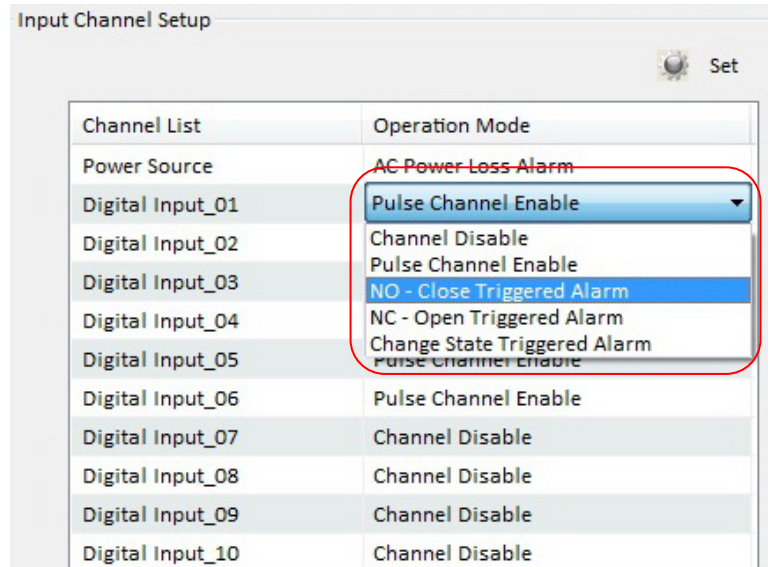 Input Channel Setup
Set
Channel List Operation Mode
Power Source AC Power Loss Alarm
Digital Input_01 Pulse Channel Enable
Digital Input_02 Channel Disable
Pulse Channel Enable
Digital Input_03 NO - Close Triggered Alarm
Digital Input_04 NC - Open Triggered Alarm
Change State Triggered Alarm
Digital Input_05 Pulse Channel Enable
Digital Input_06 Pulse Channel Enable
Digital Input_07 Channel Disable
Digital Input_08 Channel Disable
Digital Input_09 Channel Disable
Digital Input_10 Channel Disable